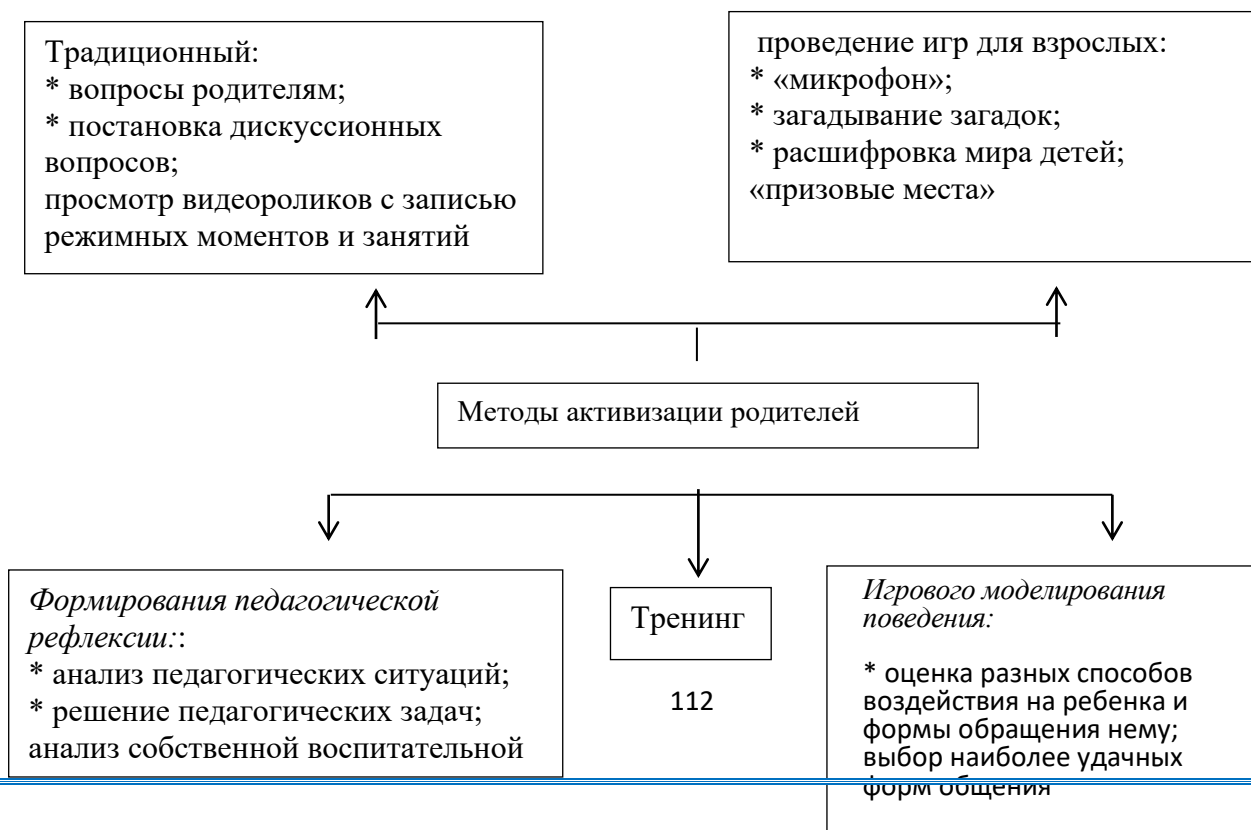 Традиционный:
* вопросы родителям;
* постановка дискуссионных
вопросов;
просмотр видеороликов с записью
режимных моментов и занятий
проведение игр для взрослых:
* «микрофон»;
* загадывание загадок;
* расшифровка мира детей;
«призовые места»
Методы активизации родителей
Формирования педагогической
рефлексии::
* анализ педагогических ситуаций;
* решение педагогических задач;
анализ собственной воспитательной
Тренинг
112
Игрового моделирования
поведения:
* оценка разных способов
воздействия на ребенка и
формы обращения нему;
выбор наиболее удачных
форм общения